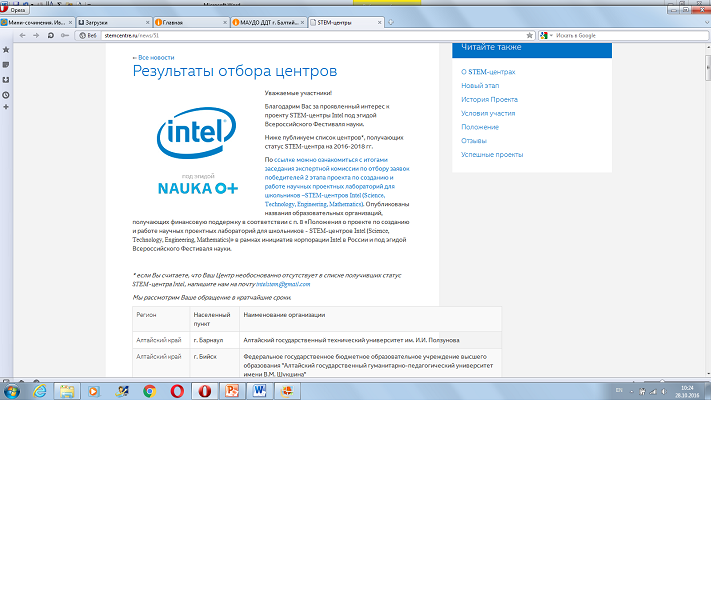 Opera
Мини-сочинения. Ив...
Загрузки
Главная
МАУДО ДДТ г. Балтий...
STEM-центры
Веб
stemcentre.ru/news/51
Искать в Google
Читайте также
О STEM-центрах
Новый этап
История Проекта
Условия участия
Положение
Отзывы
Успешные проекты
← Все новости
Результаты отбора центров
intel
под эгидой
NAUKA 0+
Уважаемые участники!
Благодарим Вас за проявленный интерес к
проекту STEM-центры Intel под эгидой
Всероссийского Фестиваля науки.
Ниже публикуем список центров*, получающих
статус STEM-центра на 2016-2018 гг.
По ссылке можно ознакомиться с итогами
заседания экспертной комиссии по отбору заявок
победителей 2 этапа проекта по созданию и
работе научных проектных лабораторий для
школьников –STEM-центров Intel (Science,
Technology, Engineering, Mathematics). Опубликованы
названия образовательных организаций,
получающих финансовую поддержку в соответствии с п. 8 «Положения о проекте по созданию
и работе научных проектных лабораторий для школьников - STEM-центров Intel (Science,
Technology, Engineering, Mathematics)» в рамках инициатив корпорации Intel в России и под эгидой
Всероссийского Фестиваля науки.
* если Вы считаете, что Ваш Центр необоснованно отсутствует в списке получивших статус
STEM-центра Intel, напишите нам на почту intelstem@gmail.com
Мы рассмотрим Ваше обращение в кратчайшие сроки.
Регион
Населенный
пункт
Наименование организации
Алтайский край
г. Барнаул
Алтайский государственный технический университет им. И.И. Ползунова
Алтайский край
г. Бийск
Федеральное государственное бюджетное образовательное учреждение высшего
образования "Алтайский государственный гуманитарно-педагогический университет
имени В.М. Шукшина"
EN
10:24
28.10.2016